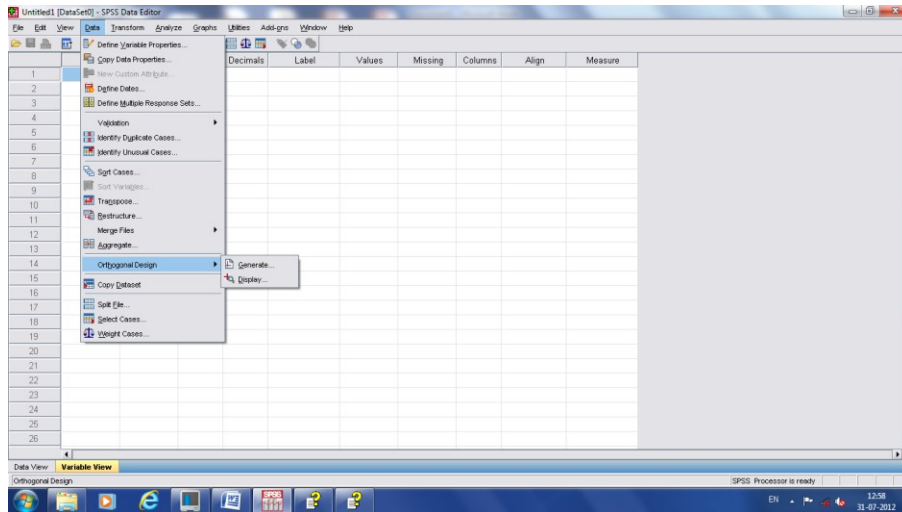 Untitled1 [DataSet0] - SPSS Data Editor
File Edit View Data Transform Analyze Graphs Utilities Add-ons Window Help
Define Variable Properties...
Copy Data Properties...
New Custom Attribute...
Define Dates...
Define Multiple Response Sets...
Validation
Identify Duplicate Cases...
Identify Unusual Cases...
Sort Cases...
Sort Variables...
Transpose...
Restructure...
Merge Files
Aggregate...
Orthogonal Design
Generate...
Display...
Copy Dataset
Split File...
Select Cases...
Weight Cases...
Decimals Label Values Missing Columns Align Measure
1
2
3
4
5
6
7
8
9
10
11
12
13
14
15
16
17
18
19
20
21
22
23
24
25
26
Data View Variable View
Orthogonal Design SPSS Processor is ready
SPSS
EN 12:58
31-07-2012